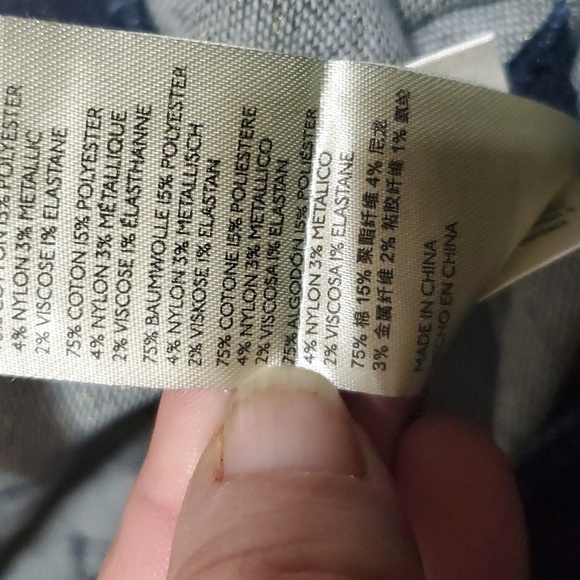 COTTON 15% POLYESTER
4% NYLON 3% METALLIC
2% VISCOSE 1% ELASTANE
75% COTON 15% POLYESTER
4% NYLON 3% MÉTALLIQUE
2% VISCOSE 1% ÉLASTHANNE
75% BAUMWOLLE 15% POLYESTER
4% NYLON 3% METALLISCH
2% VISKOSE 1% ELASTAN
75% COTONE 15% POLIESTERE
4% NYLON 3% METALLICO
2% VISCOSA 1% ELASTAN
75% ALGODÓN 15% POLIÉSTER
4% NYLON 3% METÁLICO
2% VISCOSA 1% ELASTANE
75% 棉 15% 聚酯纤维 4% 尼龙
3% 金属纤维 2% 粘胶纤维 1% 氨纶
MADE IN CHINA
HECHO EN CHINA